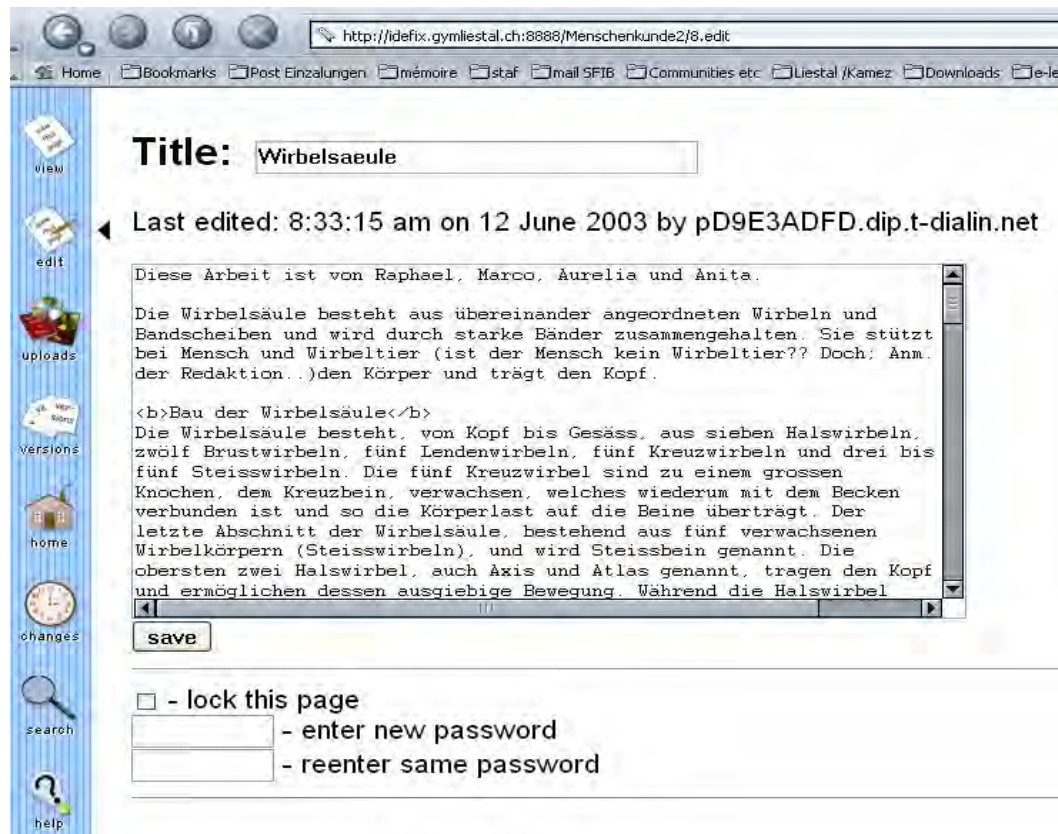 http://idefix.gymliestal.ch:8888/Menschenkunde2/8.edit
Home Bookmarks Post Einzalungen mémoire staf mail SFIB Communities etc Liestal /Kamez Downloads e-le
view
edit
uploads
versions
home
changes
search
help
Title: Wirbelsaeule
Last edited: 8:33:15 am on 12 June 2003 by pD9E3ADFD.dip.t-dialin.net
Diese Arbeit ist von Raphael, Marco, Aurelia und Anita.
Die Wirbelsäule besteht aus übereinander angeordneten Wirbeln und
Bandscheiben und wird durch starke Bänder zusammengehalten. Sie stützt
bei Mensch und Wirbeltier (ist der Mensch kein Wirbeltier?? Doch; Anm.
der Redaktion..)den Körper und trägt den Kopf.
<b>Bau der Wirbelsäule</b>
Die Wirbelsäule besteht, von Kopf bis Gesäss, aus sieben Halswirbeln,
zwölf Brustwirbeln, fünf Lendenwirbeln, fünf Kreuzwirbeln und drei bis
fünf Steisswirbeln. Die fünf Kreuzwirbel sind zu einem grossen
Knochen, dem Kreuzbein, verwachsen, welches wiederum mit dem Becken
verbunden ist und so die Körperlast auf die Beine überträgt. Der
letzte Abschnitt der Wirbelsäule, bestehend aus fünf verwachsenen
Wirbelkörpern (Steisswirbeln), und wird Steissbein genannt. Die
obersten zwei Halswirbel, auch Axis und Atlas genannt, tragen den Kopf
und ermöglichen dessen ausgiebige Bewegung. Während die Halswirbel
save
- lock this page
- enter new password
- reenter same password